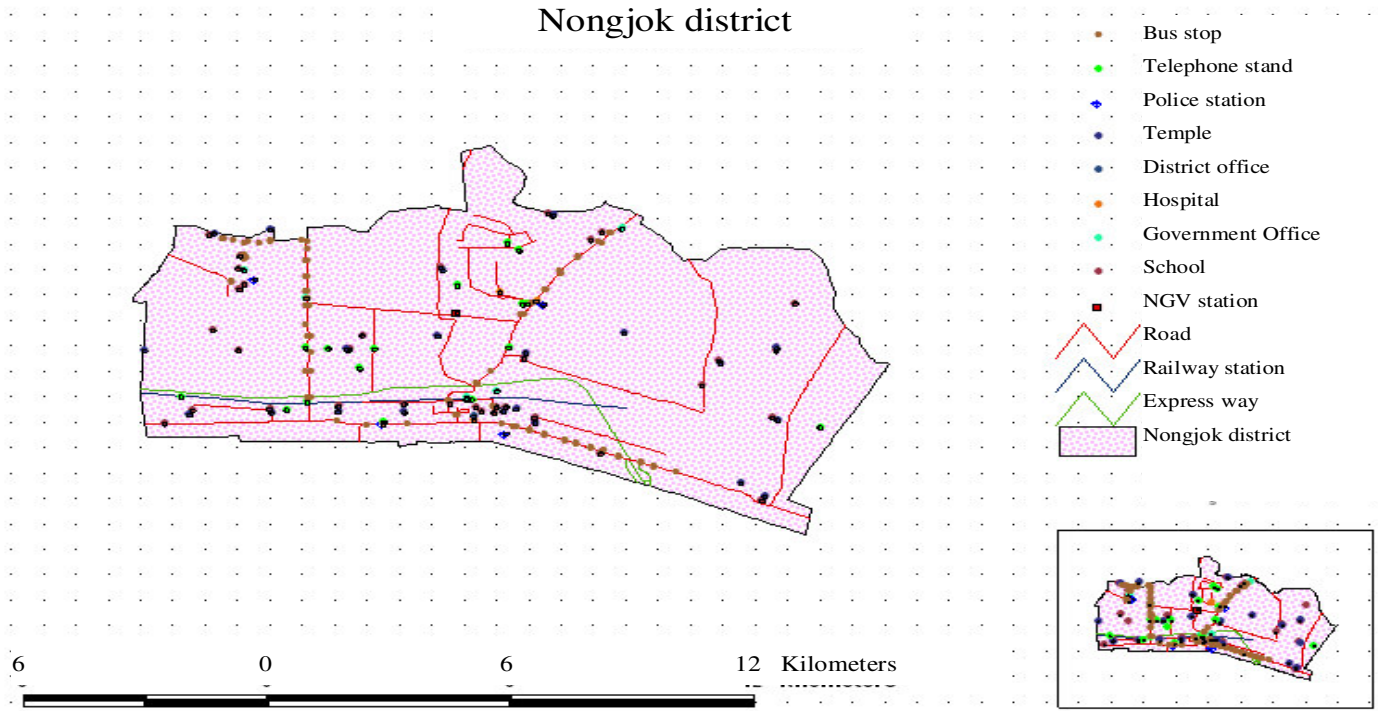 Nongjok district
Bus stop
Telephone stand
Police station
Temple
District office
Hospital
Government Office
School
NGV station
Road
Railway station
Express way
Nongjok district
6 0 6 12 Kilometers